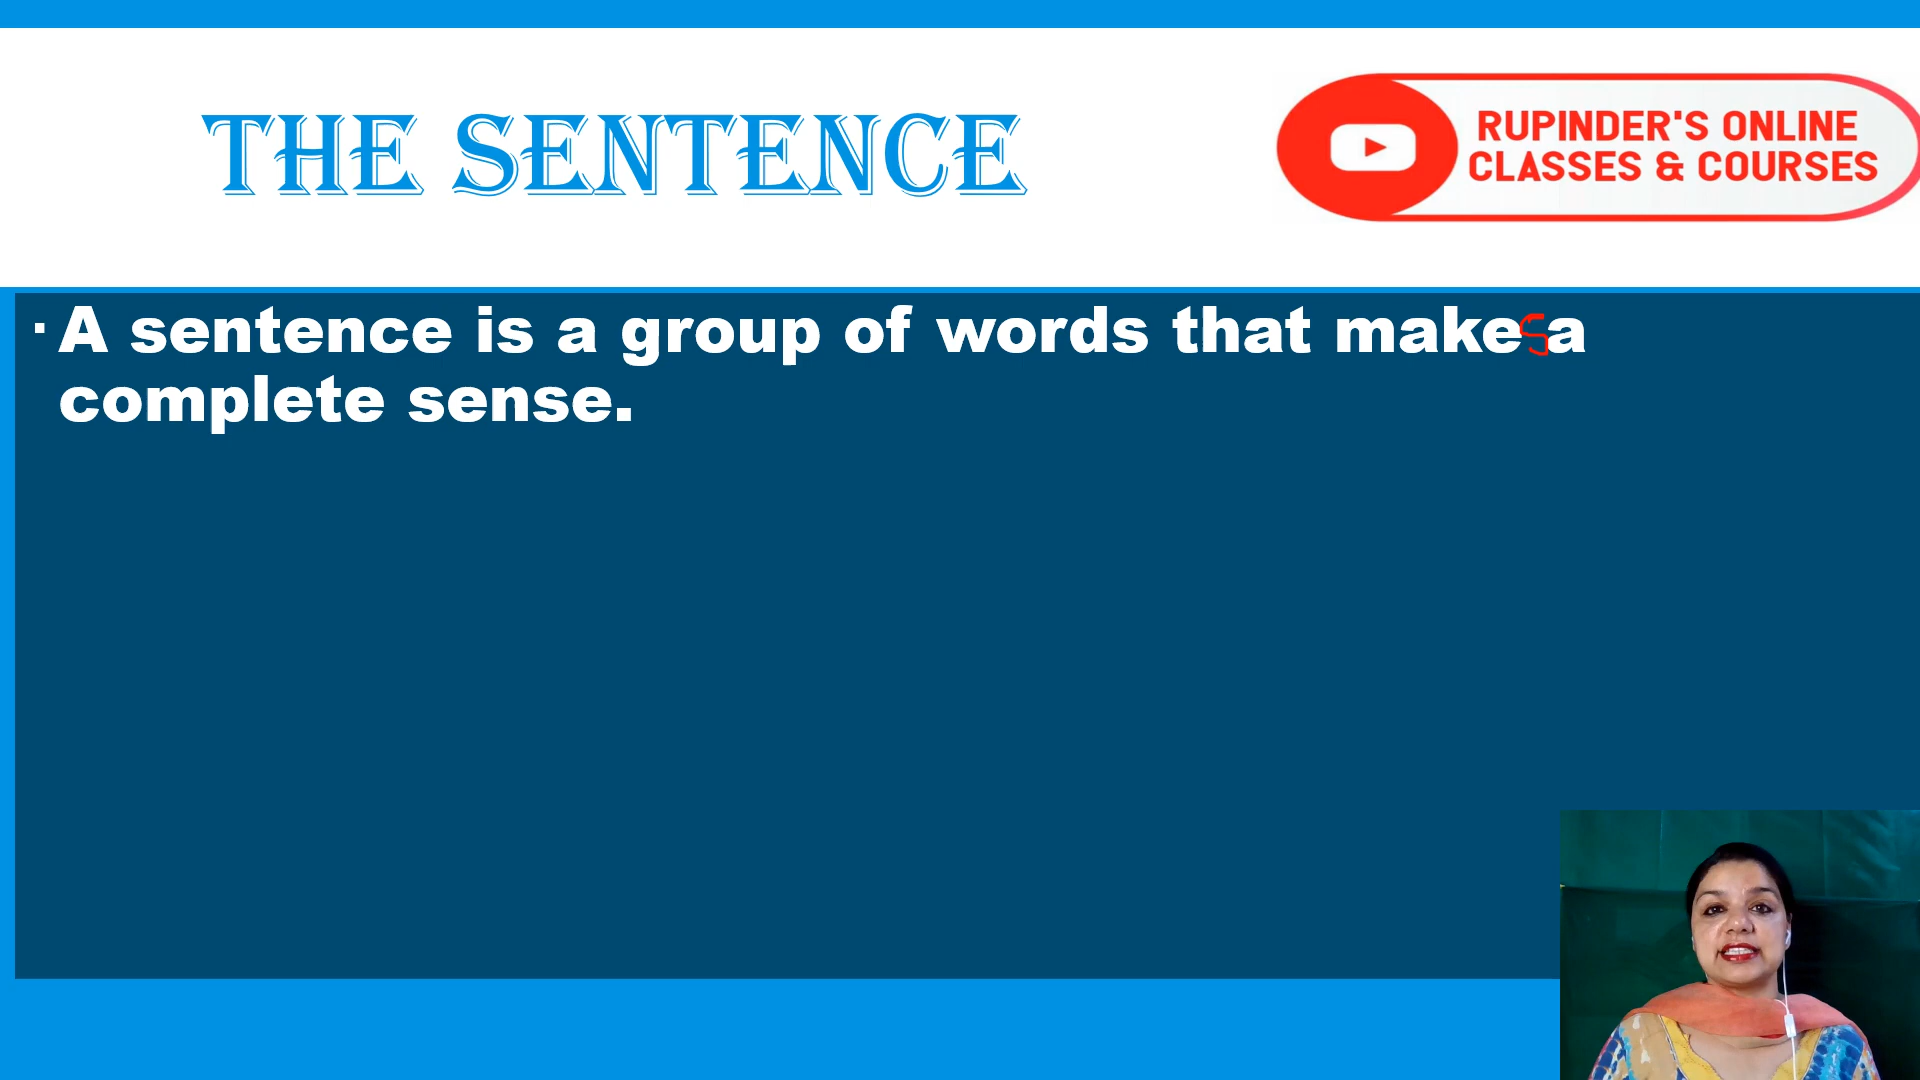 THE SENTENCE
RUPINDER'S ONLINE
CLASSES & COURSES
A sentence is a group of words that makes a
complete sense.